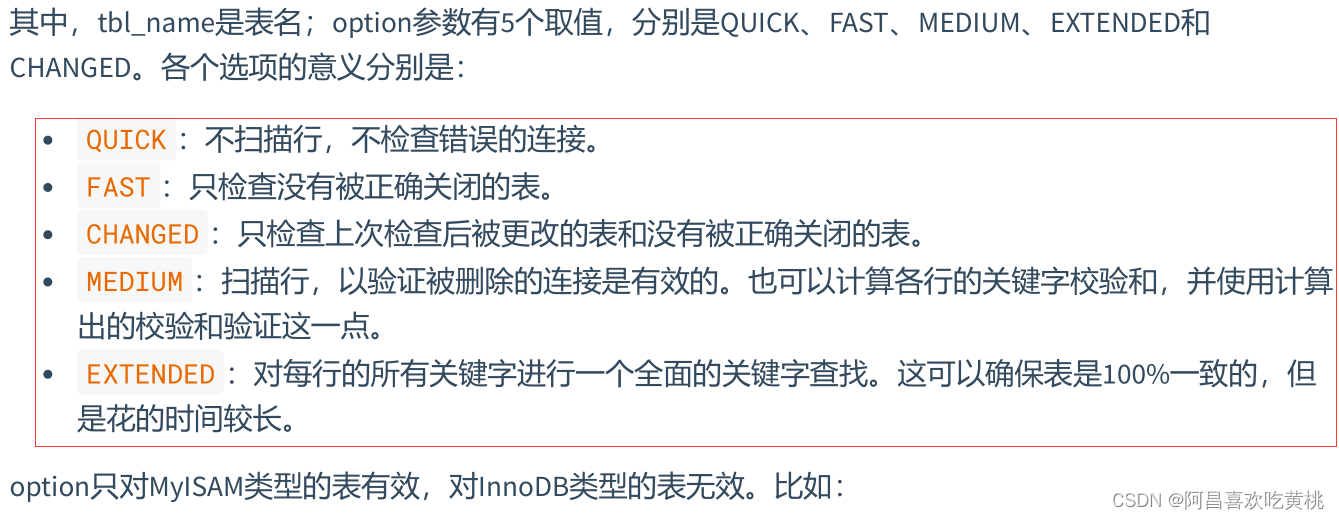 其中，tbl_name是表名；option参数有5个取值，分别是QUICK、FAST、MEDIUM、EXTENDED和
CHANGED。各个选项的意义分别是：
• QUICK：不扫描行，不检查错误的连接。
• FAST：只检查没有被正确关闭的表。
• CHANGED：只检查上次检查后被更改的表和没有被正确关闭的表。
• MEDIUM：扫描行，以验证被删除的连接是有效的。也可以计算各行的关键字校验和，并使用计算
出的校验和验证这一点。
• EXTENDED：对每行的所有关键字进行一个全面的关键字查找。这可以确保表是100%一致的，但
是花的时间较长。
option只对MyISAM类型的表有效，对InnoDB类型的表无效。比如：
CSDN @阿昌喜欢吃黄桃